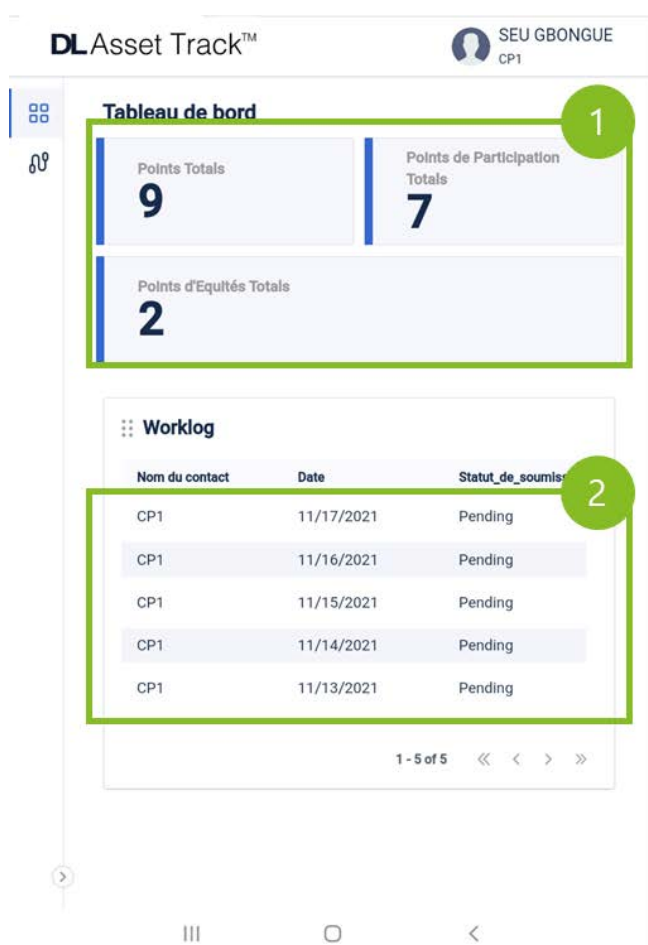 DL Asset Track™
SEU GBONGUE
CP1
Tableau de bord
1
Points Totals
9
Points de Participation
Totals
7
Points d'Equités Totals
2
Worklog
Nom du contact Date Statut_de_soumiss
2
CP1 11/17/2021 Pending
CP1 11/16/2021 Pending
CP1 11/15/2021 Pending
CP1 11/14/2021 Pending
CP1 11/13/2021 Pending
1 - 5 of 5